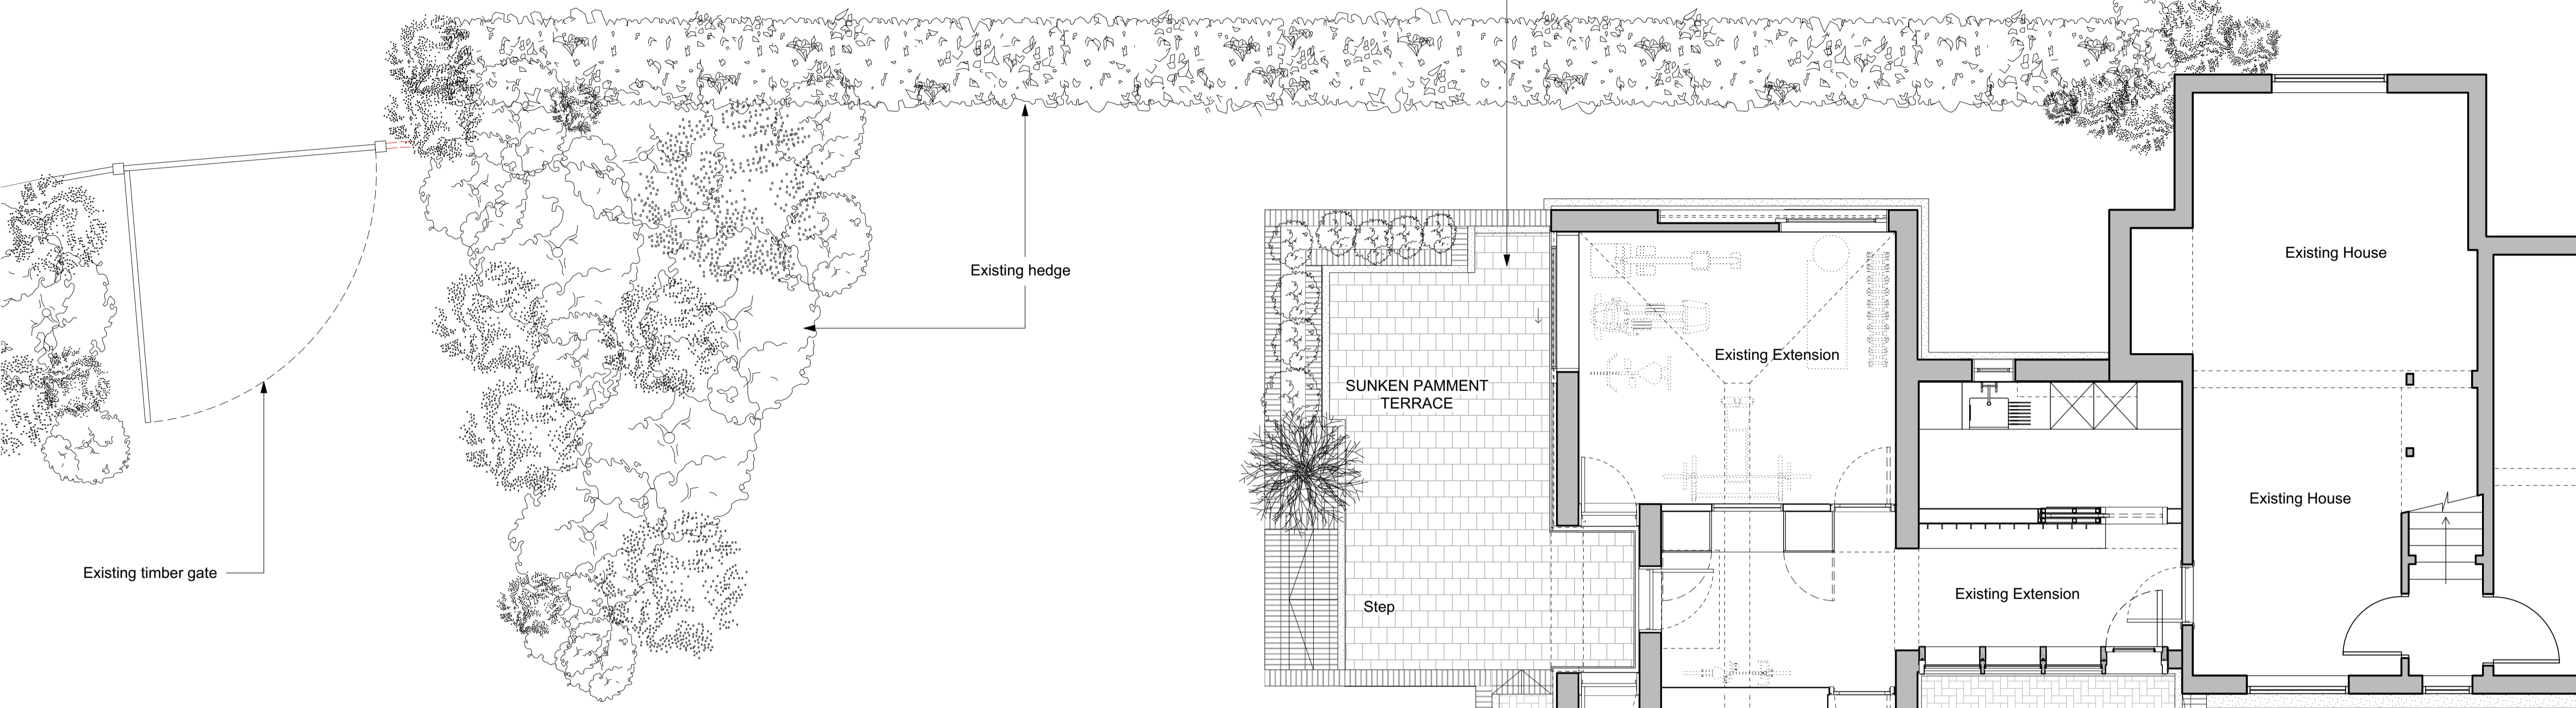 Existing House
Existing hedge
Existing Extension
SUNKEN PAMMENT
TERRACE
Existing House
Existing timber gate
Existing Extension
Step